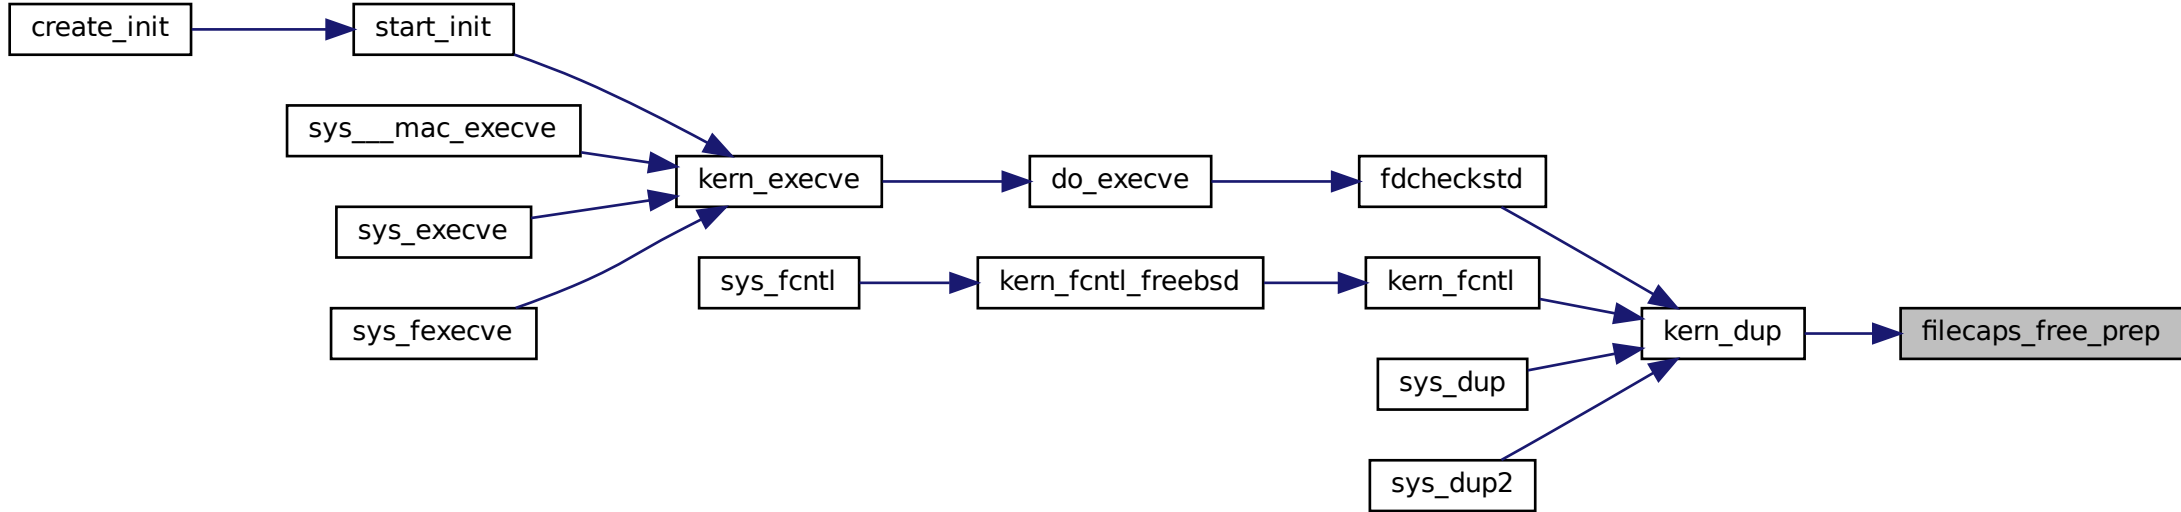 create_init
start_init
sys___mac_execve
kern_execve
do_execve
fdcheckstd
sys_execve
sys_fcntl
kern_fcntl_freebsd
kern_fcntl
sys_fexecve
kern_dup
filecaps_free_prep
sys_dup
sys_dup2